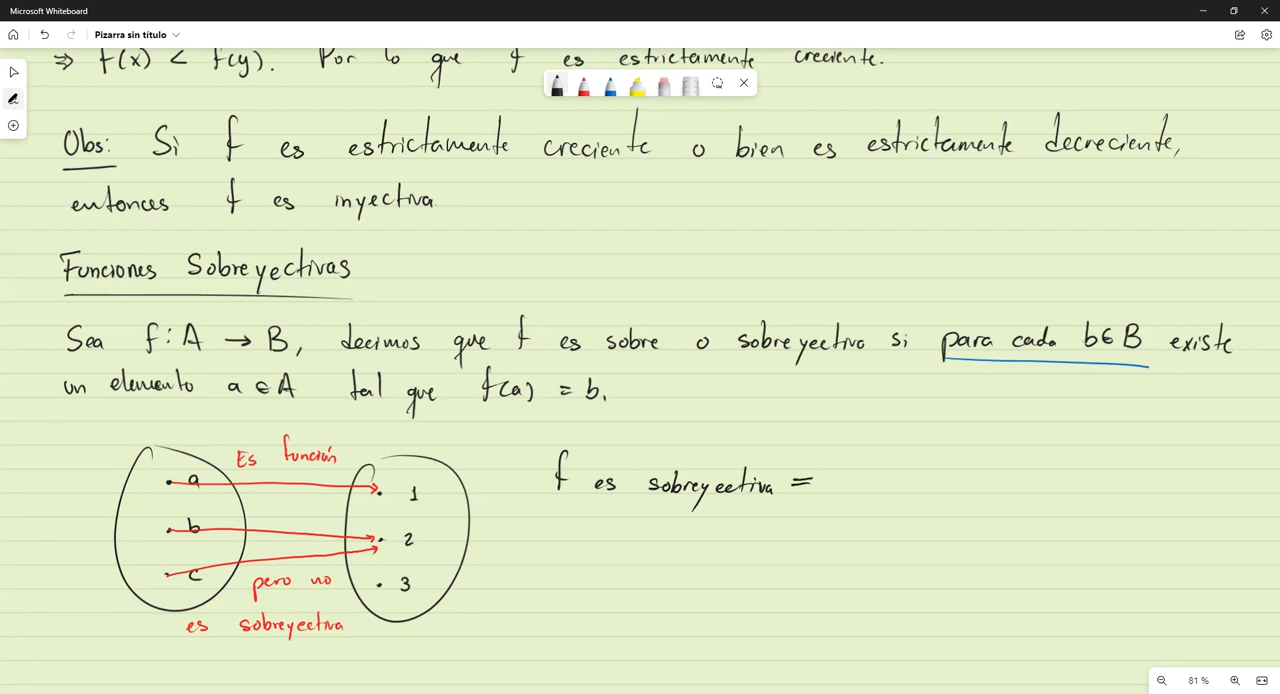 Microsoft Whiteboard
Pizarra sin título
⇒ f(x) < f(y). Por lo que f es estrictamente creciente.
Obs: Si f es estrictamente creciente o bien es estrictamente decreciente,
entonces f es inyectiva.
Funciones Sobreyectivas
Sea f: A → B, decimos que f es sobre o sobreyectiva si para cada b ∈ B existe
un elemento a ∈ A tal que f(a) = b.
Es función
a
1
b
2
c
3
pero no
es sobreyectiva
f es sobreyectiva =
81 %